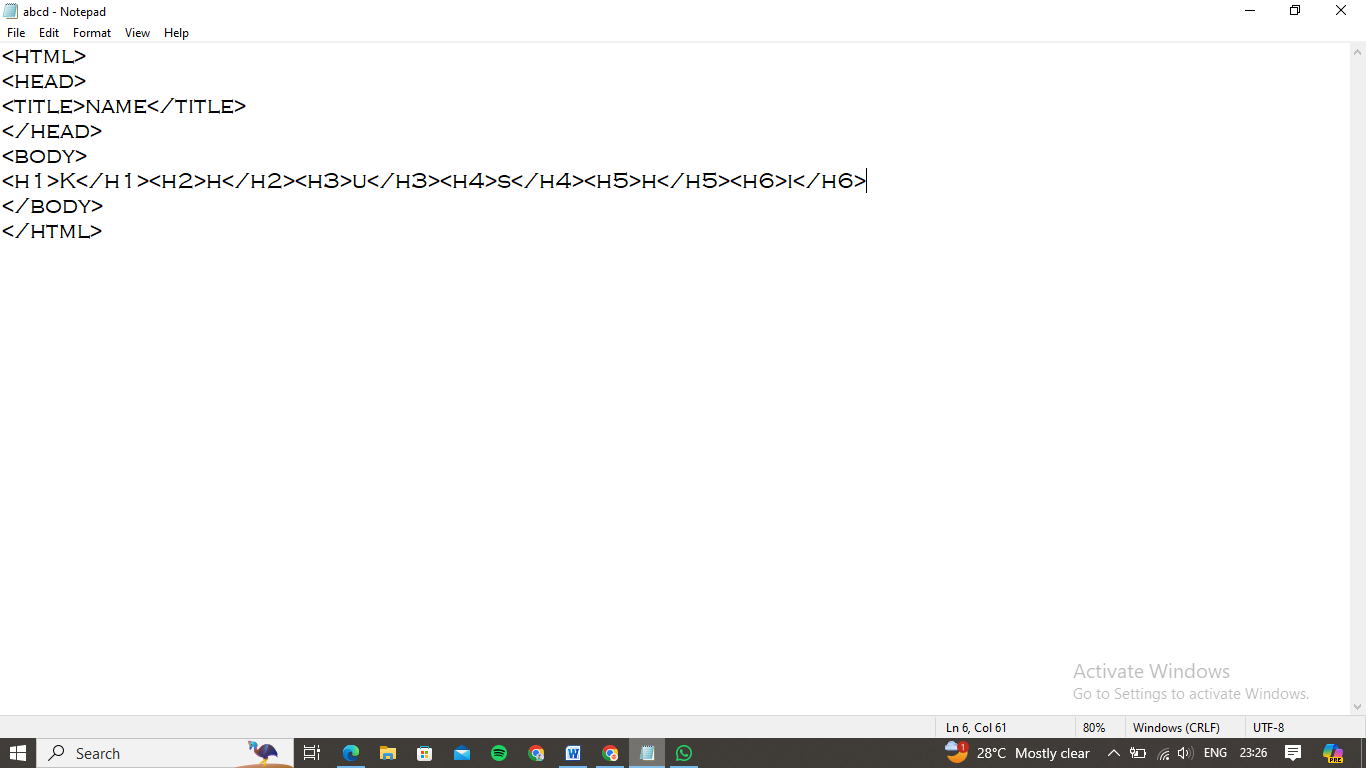 abcd - Notepad
File Edit Format View Help
<HTML>
<HEAD>
<TITLE>NAME</TITLE>
</HEAD>
<BODY>
<H1>K</H1><H2>H</H2><H3>U</H3><H4>S</H4><H5>H</H5><H6>I</H6>
</BODY>
</HTML>
Activate Windows
Go to Settings to activate Windows.
Ln 6, Col 61 80% Windows (CRLF) UTF-8
Search 1 28°C Mostly clear ENG 23:26 PRE